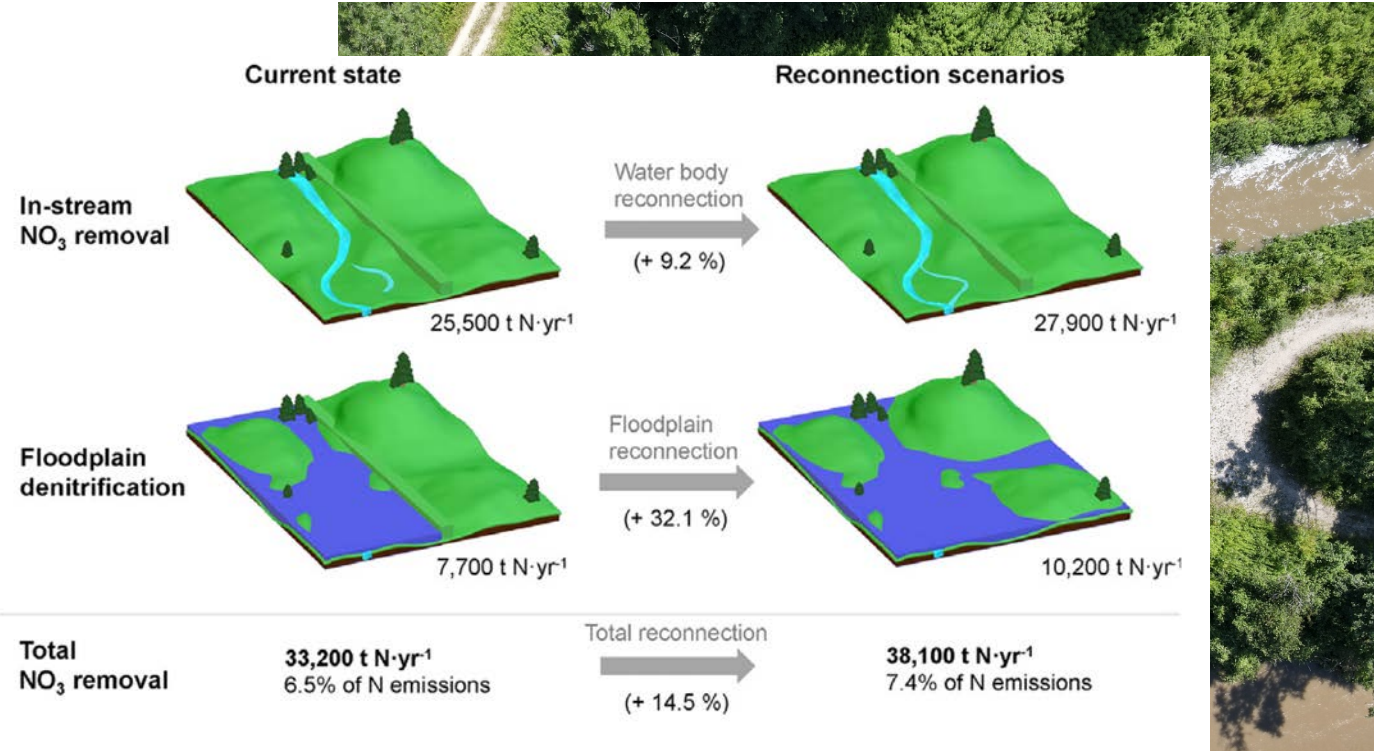 Current state
Reconnection scenarios
In-stream
NO₃ removal
Water body
reconnection
(+ 9.2 %)
25,500 t N·yr⁻¹
27,900 t N·yr⁻¹
Floodplain
denitrification
Floodplain
reconnection
(+ 32.1 %)
7,700 t N·yr⁻¹
10,200 t N·yr⁻¹
Total
NO₃ removal
33,200 t N·yr⁻¹
6.5% of N emissions
Total reconnection
(+ 14.5 %)
38,100 t N·yr⁻¹
7.4% of N emissions